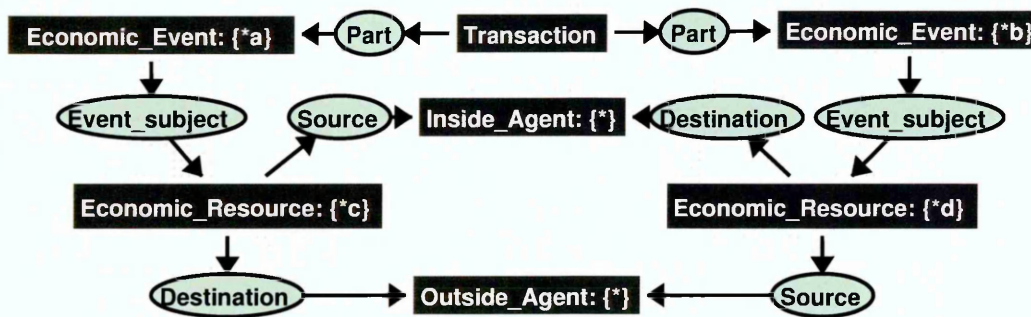 Economic_Event: {*a} Part Transaction Part Economic_Event: {*b}
Event_subject Source Inside_Agent: {*} Destination Event_subject
Economic_Resource: {*c} Economic_Resource: {*d}
Destination Outside_Agent: {*} Source